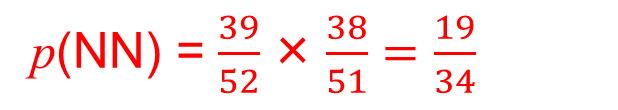 p(NN) = 39/52 × 38/51 = 19/34